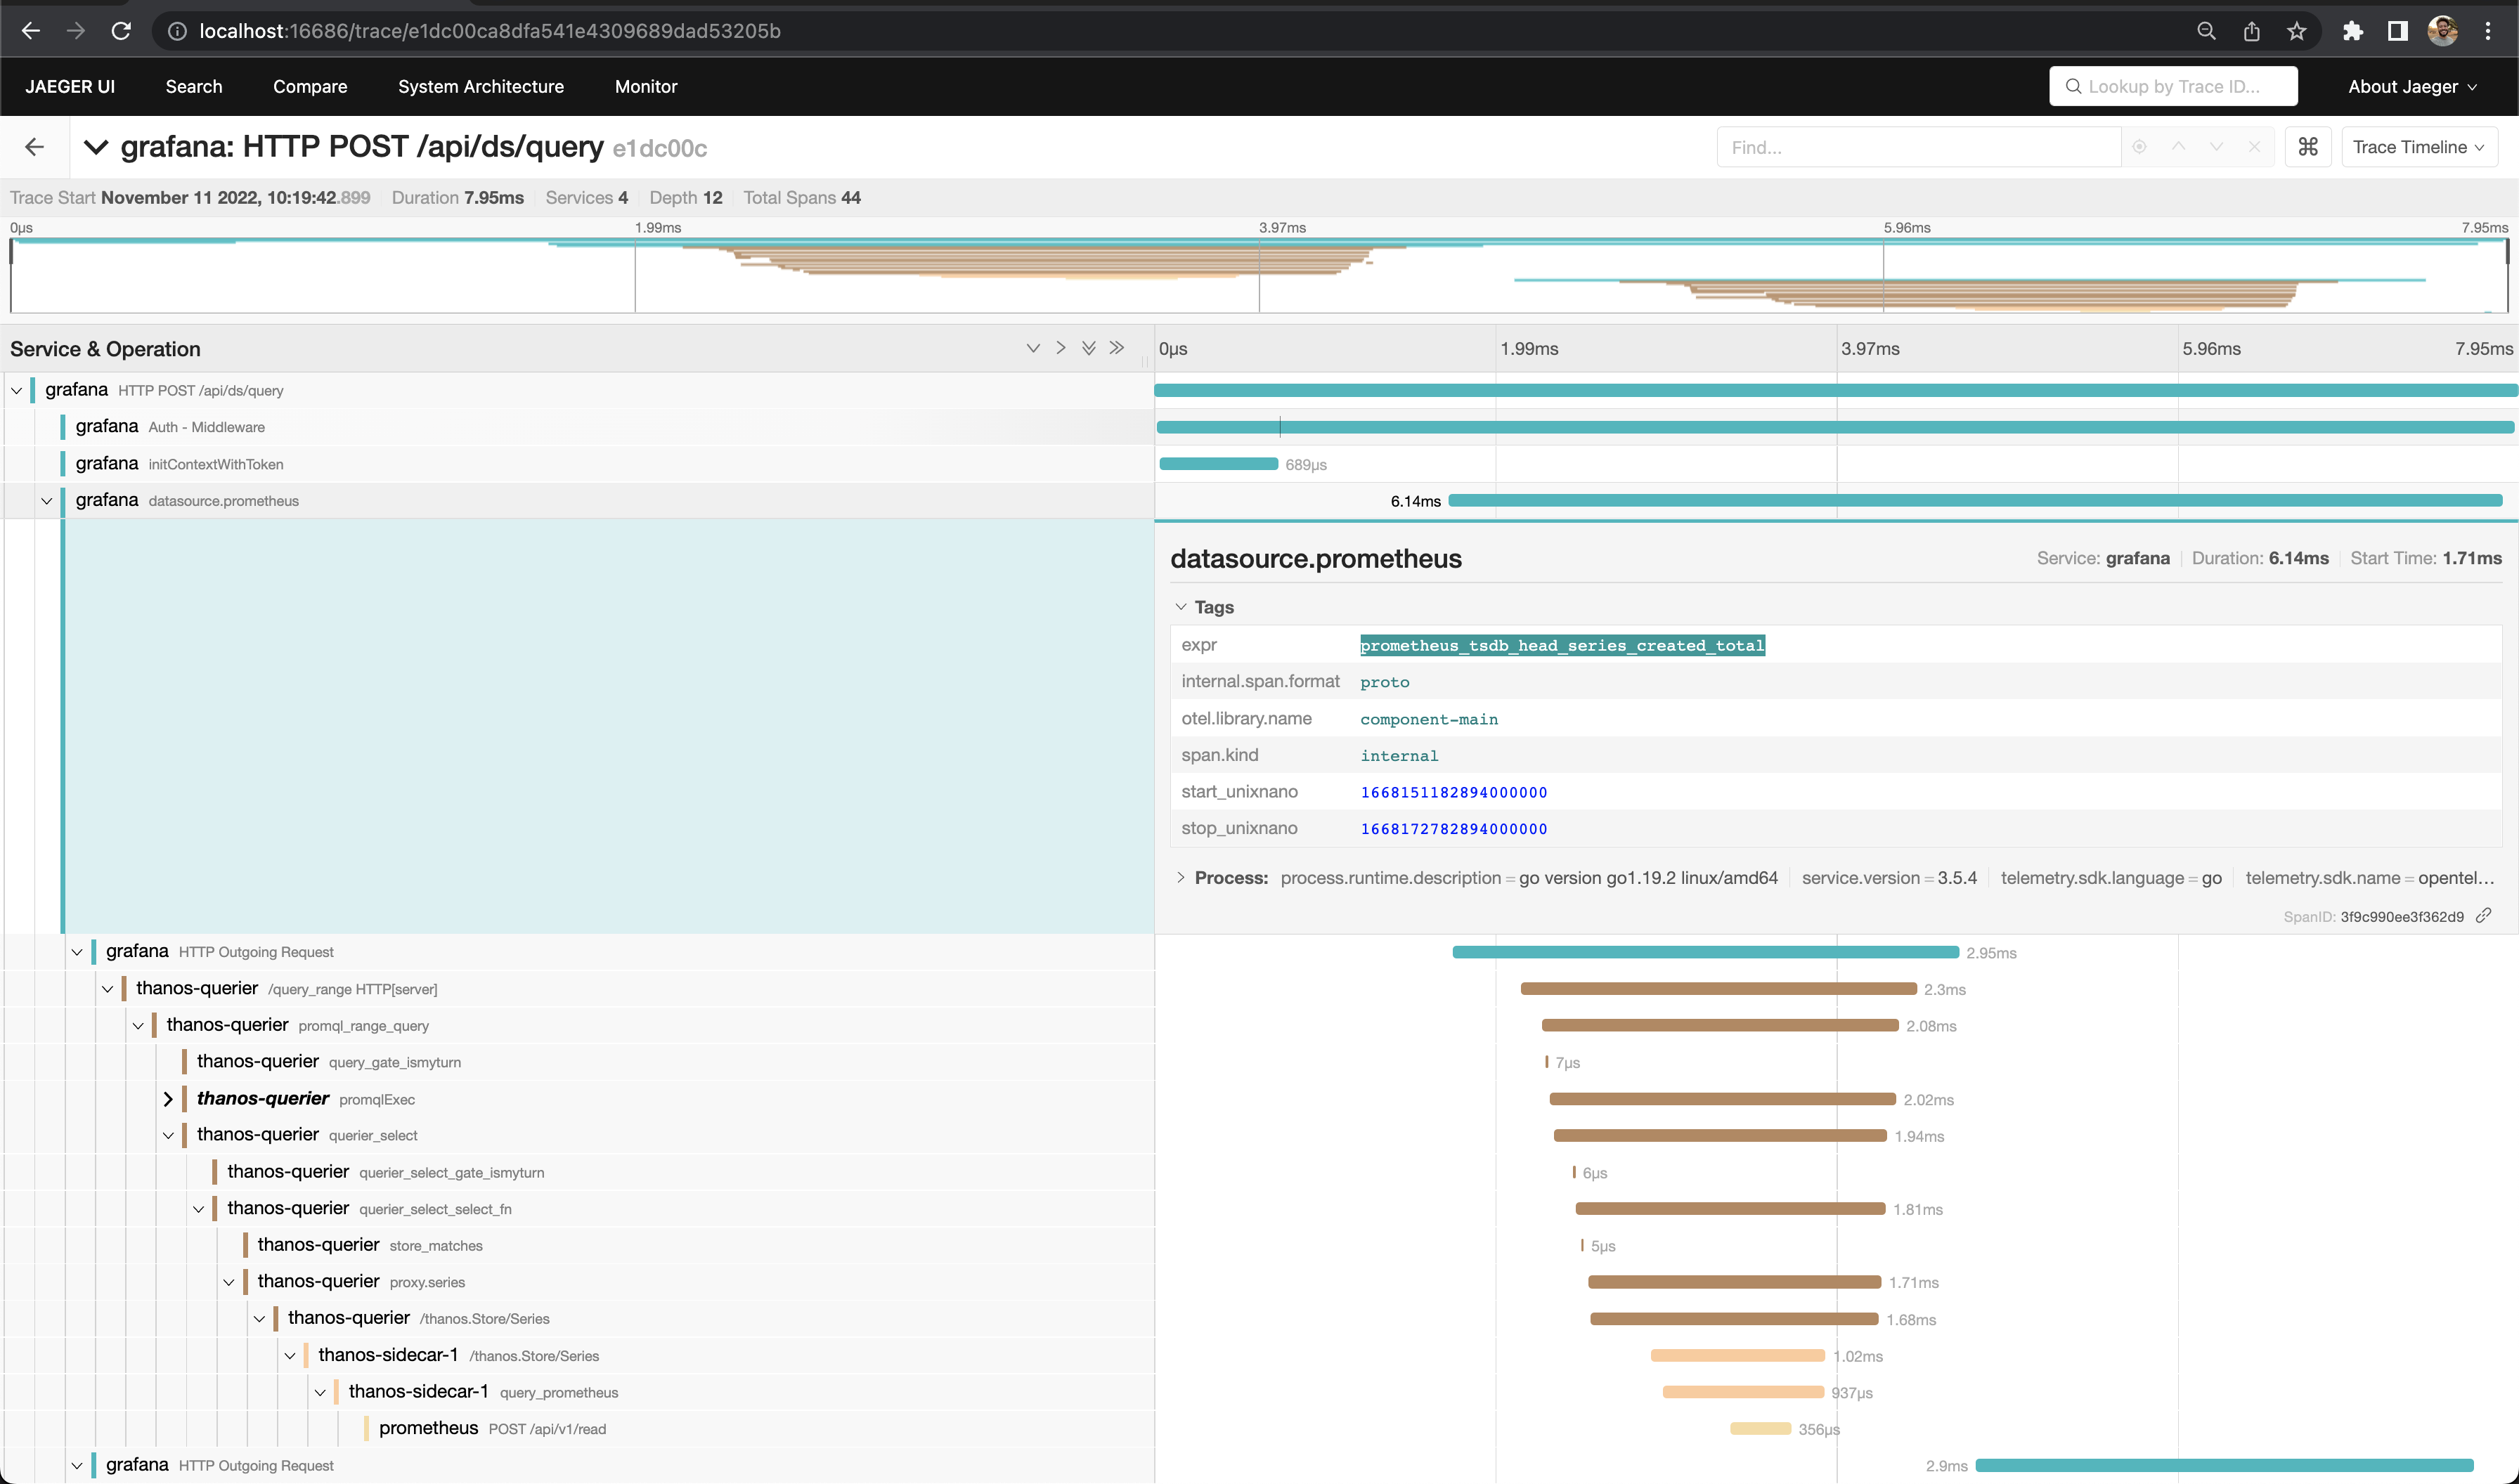 localhost:16686/trace/e1dc00ca8dfa541e4309689dad53205b
JAEGER UI Search Compare System Architecture Monitor Lookup by Trace ID... About Jaeger
grafana: HTTP POST /api/ds/query e1dc00c Find... Trace Timeline
Trace Start November 11 2022, 10:19:42.899 Duration 7.95ms Services 4 Depth 12 Total Spans 44
0μs 1.99ms 3.97ms 5.96ms 7.95ms
Service & Operation 0μs 1.99ms 3.97ms 5.96ms 7.95ms
grafana HTTP POST /api/ds/query
grafana Auth - Middleware
grafana initContextWithToken 689μs
grafana datasource.prometheus 6.14ms
datasource.prometheus Service: grafana Duration: 6.14ms Start Time: 1.71ms
Tags
expr prometheus_tsdb_head_series_created_total
internal.span.format proto
otel.library.name component-main
span.kind internal
start_unixnano 1668151182894000000
stop_unixnano 1668172782894000000
Process: process.runtime.description = go version go1.19.2 linux/amd64 service.version = 3.5.4 telemetry.sdk.language = go telemetry.sdk.name = opentel...
SpanID: 3f9c990ee3f362d9
grafana HTTP Outgoing Request 2.95ms
thanos-querier /query_range HTTP[server] 2.3ms
thanos-querier promql_range_query 2.08ms
thanos-querier query_gate_ismyturn 7μs
thanos-querier promqlExec 2.02ms
thanos-querier querier_select 1.94ms
thanos-querier querier_select_gate_ismyturn 6μs
thanos-querier querier_select_select_fn 1.81ms
thanos-querier store_matches 5μs
thanos-querier proxy.series 1.71ms
thanos-querier /thanos.Store/Series 1.68ms
thanos-sidecar-1 /thanos.Store/Series 1.02ms
thanos-sidecar-1 query_prometheus 937μs
prometheus POST /api/v1/read 356μs
grafana HTTP Outgoing Request 2.9ms